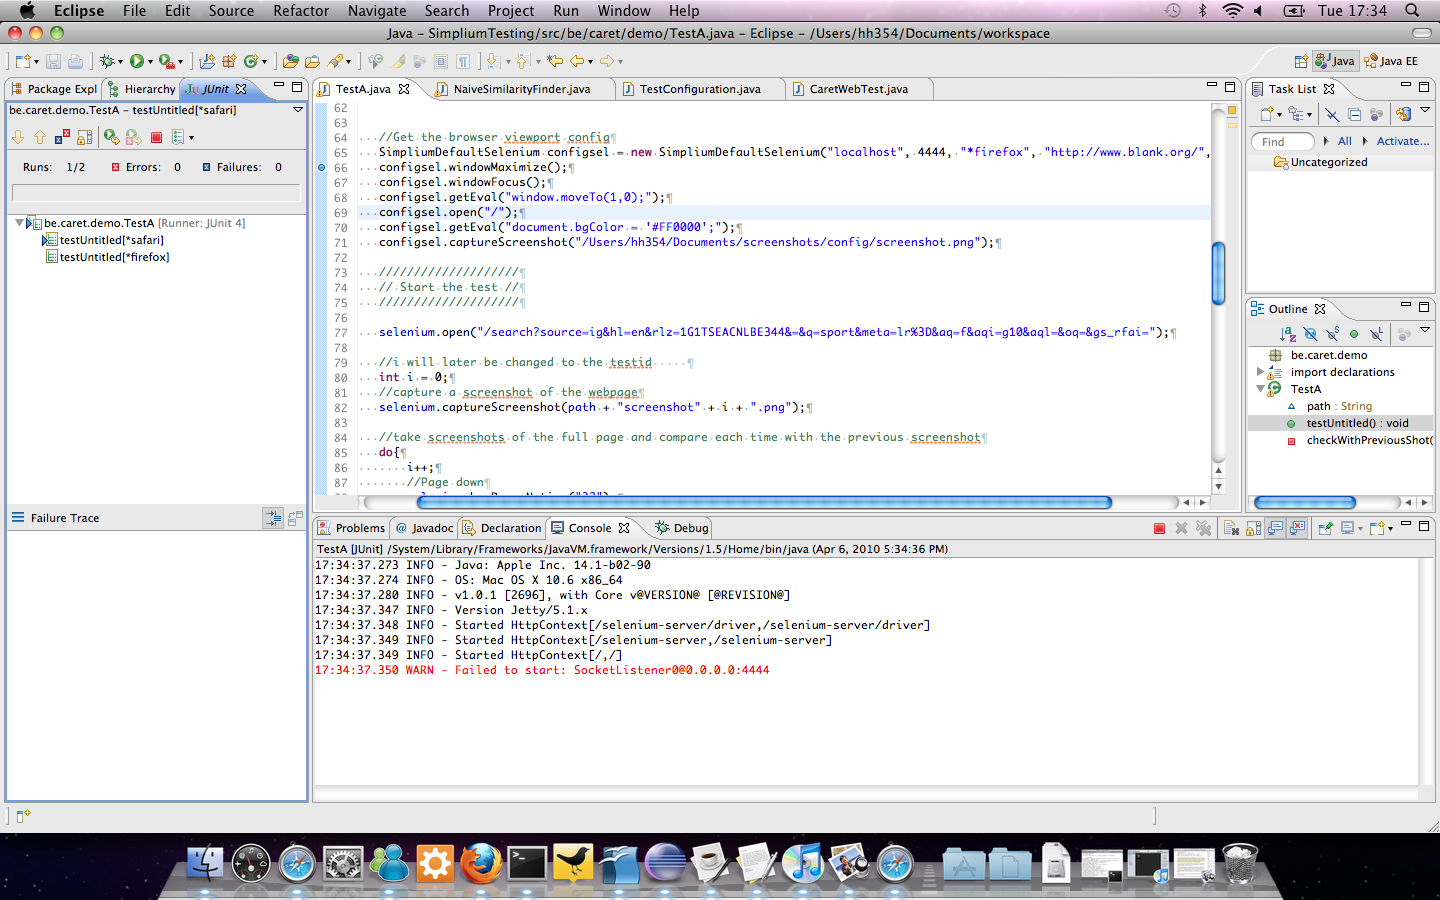 Eclipse File Edit Source Refactor Navigate Search Project Run Window Help Tue 17:34
Java - SimpliumTesting/src/be/caret/demo/TestA.java - Eclipse - /Users/hh354/Documents/workspace
Java Java EE
Package Expl Hierarchy JUnit
be.caret.demo.TestA - testUntitled[*safari]
Runs: 1/2 Errors: 0 Failures: 0
be.caret.demo.TestA [Runner: JUnit 4]
testUntitled[*safari]
testUntitled[*firefox]
Failure Trace
TestA.java NaiveSimilarityFinder.java TestConfiguration.java CaretWebTest.java
62
63
64 //Get the browser viewport config
65 SimpliumDefaultSelenium configsel = new SimpliumDefaultSelenium("localhost", 4444, "*firefox", "http://www.blank.org/",
66 configsel.windowMaximize();
67 configsel.windowFocus();
68 configsel.getEval("window.moveTo(1,0);");
69 configsel.open("/");
70 configsel.getEval("document.bgColor = '#FF0000';");
71 configsel.captureScreenshot("/Users/hh354/Documents/screenshots/config/screenshot.png");
72
73 ////////////////////
74 // Start the test //
75 ////////////////////
76
77 selenium.open("/search?source=ig&hl=en&rlz=1G1TSEACNLBE344&=&q=sport&meta=lr%3D&aq=f&aqi=g10&aql=&oq=&gs_rfai=");
78
79 //i will later be changed to the testid
80 int i = 0;
81 //capture a screenshot of the webpage
82 selenium.captureScreenshot(path + "screenshot" + i + ".png");
83
84 //take screenshots of the full page and compare each time with the previous screenshot
85 do{
86 i++;
87 //Page down
Task List
Find All Activate...
Uncategorized
Outline
be.caret.demo
import declarations
TestA
path : String
testUntitled() : void
checkWithPreviousShot(
Problems @ Javadoc Declaration Console Debug
TestA [JUnit] /System/Library/Frameworks/JavaVM.framework/Versions/1.5/Home/bin/java (Apr 6, 2010 5:34:36 PM)
17:34:37.273 INFO - Java: Apple Inc. 14.1-b02-90
17:34:37.274 INFO - OS: Mac OS X 10.6 x86_64
17:34:37.280 INFO - v1.0.1 [2696], with Core v@VERSION@ [@REVISION@]
17:34:37.347 INFO - Version Jetty/5.1.x
17:34:37.348 INFO - Started HttpContext[/selenium-server/driver,/selenium-server/driver]
17:34:37.349 INFO - Started HttpContext[/selenium-server,/selenium-server]
17:34:37.349 INFO - Started HttpContext[/,/]
17:34:37.350 WARN - Failed to start: SocketListener0@0.0.0.0:4444